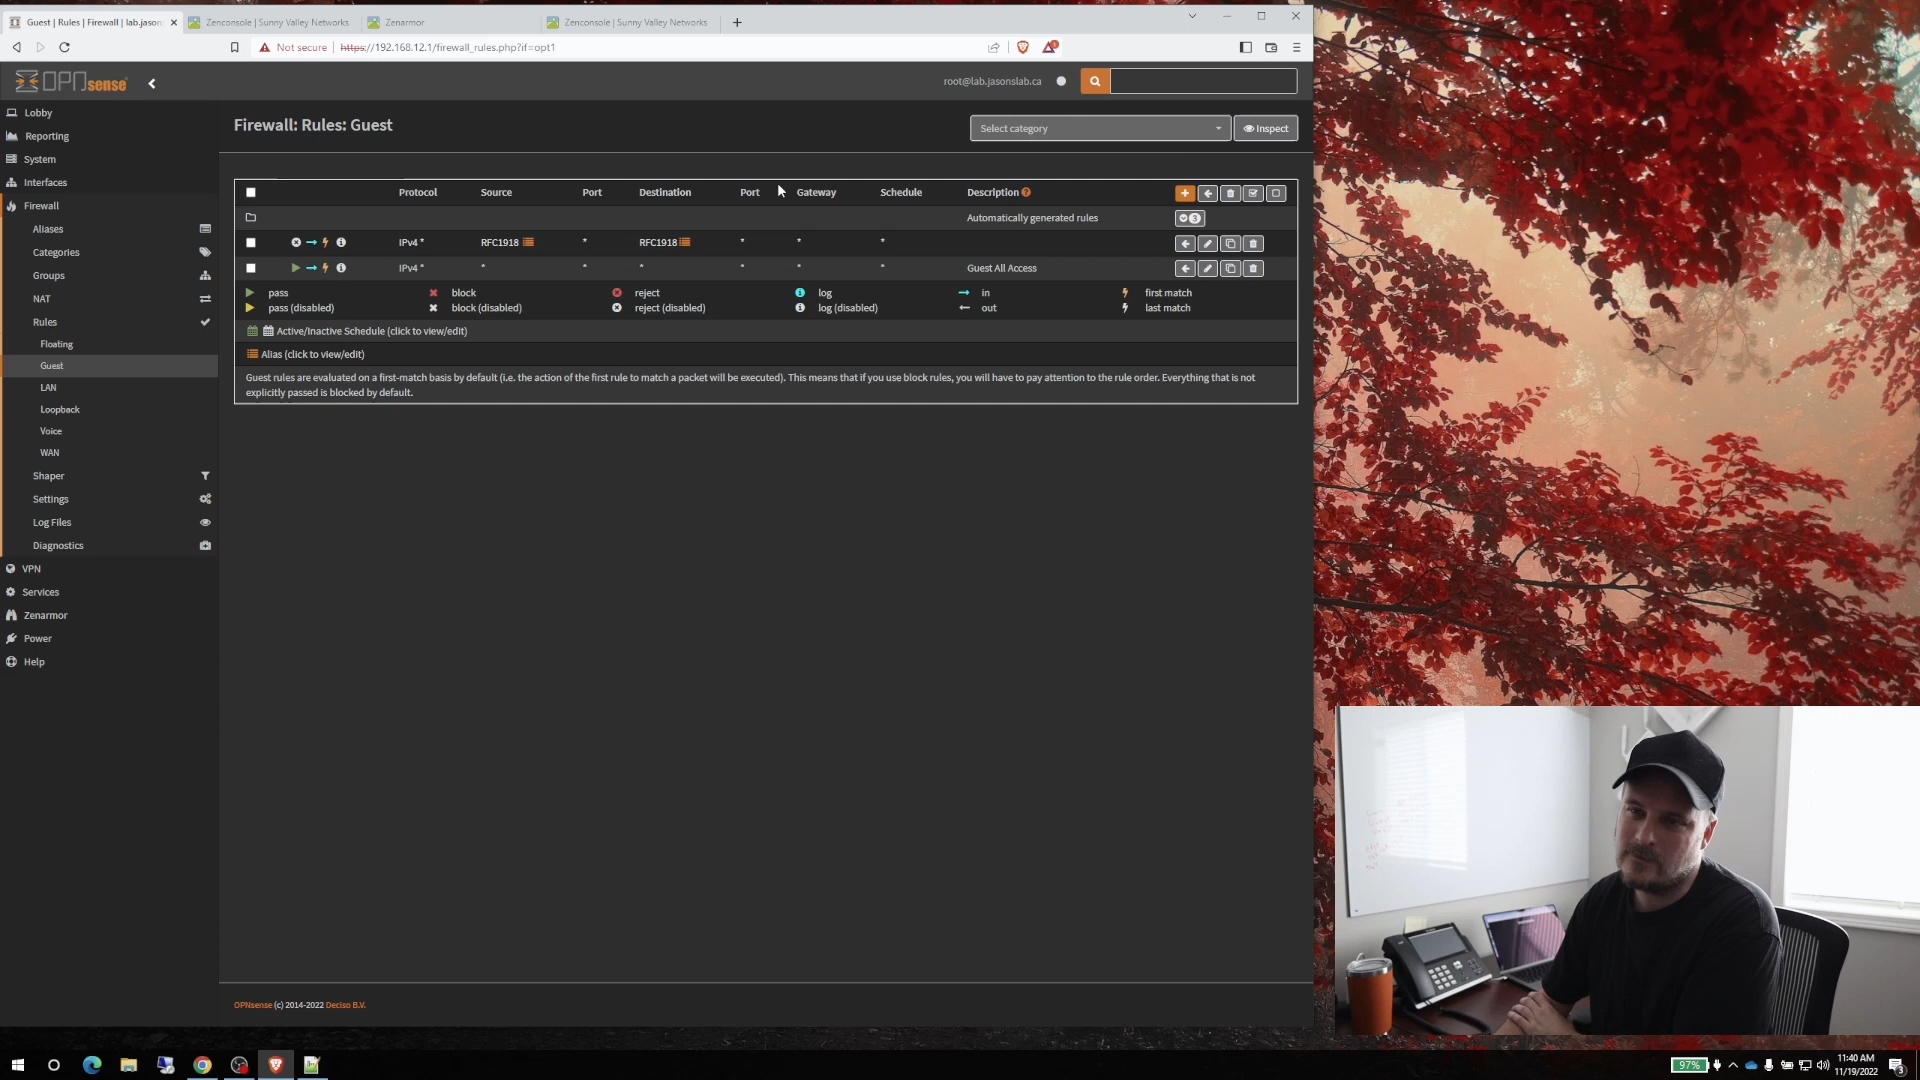 Guest | Rules | Firewall | lab.jason
Zenconsole | Sunny Valley Networks
Zenarmor
Zenconsole | Sunny Valley Networks
Not secure
https://192.168.12.1/firewall_rules.php?if=opt1
OPNsense
root@lab.jasonslab.ca
Lobby
Reporting
System
Interfaces
Firewall
Aliases
Categories
Groups
NAT
Rules
Floating
Guest
LAN
Loopback
Voice
WAN
Shaper
Settings
Log Files
Diagnostics
VPN
Services
Zenarmor
Power
Help
Firewall: Rules: Guest
Select category
Inspect
Protocol Source Port Destination Port Gateway Schedule Description
Automatically generated rules 3
IPv4 * RFC1918 * RFC1918 * * *
IPv4 * * * * * * * Guest All Access
pass block reject log in first match
pass (disabled) block (disabled) reject (disabled) log (disabled) out last match
Active/Inactive Schedule (click to view/edit)
Alias (click to view/edit)
Guest rules are evaluated on a first-match basis by default (i.e. the action of the first rule to match a packet will be executed). This means that if you use block rules, you will have to pay attention to the rule order. Everything that is not
explicitly passed is blocked by default.
OPNsense (c) 2014-2022 Deciso B.V.
97%
11:40 AM
11/19/2022
3